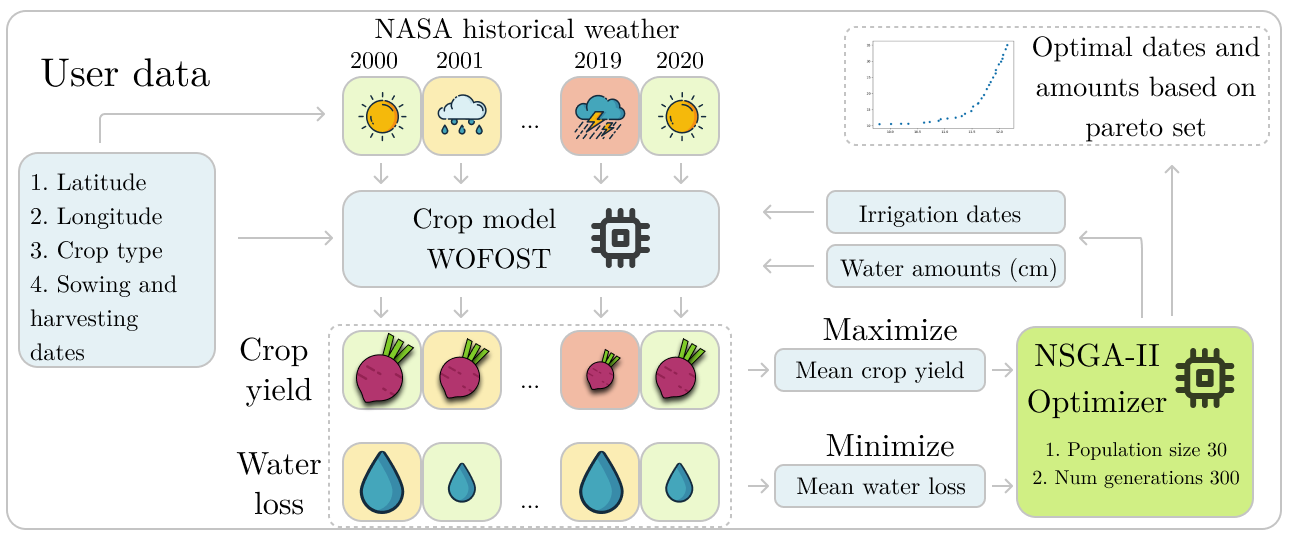 NASA historical weather
User data
2000
2001
2019
2020
...
1. Latitude
2. Longitude
3. Crop type
4. Sowing and
harvesting
dates
Crop model
WOFOST
Irrigation dates
Water amounts (cm)
Optimal dates and
amounts based on
pareto set
Crop
yield
...
Water
loss
...
Maximize
Mean crop yield
Minimize
Mean water loss
NSGA-II
Optimizer
1. Population size 30
2. Num generations 300